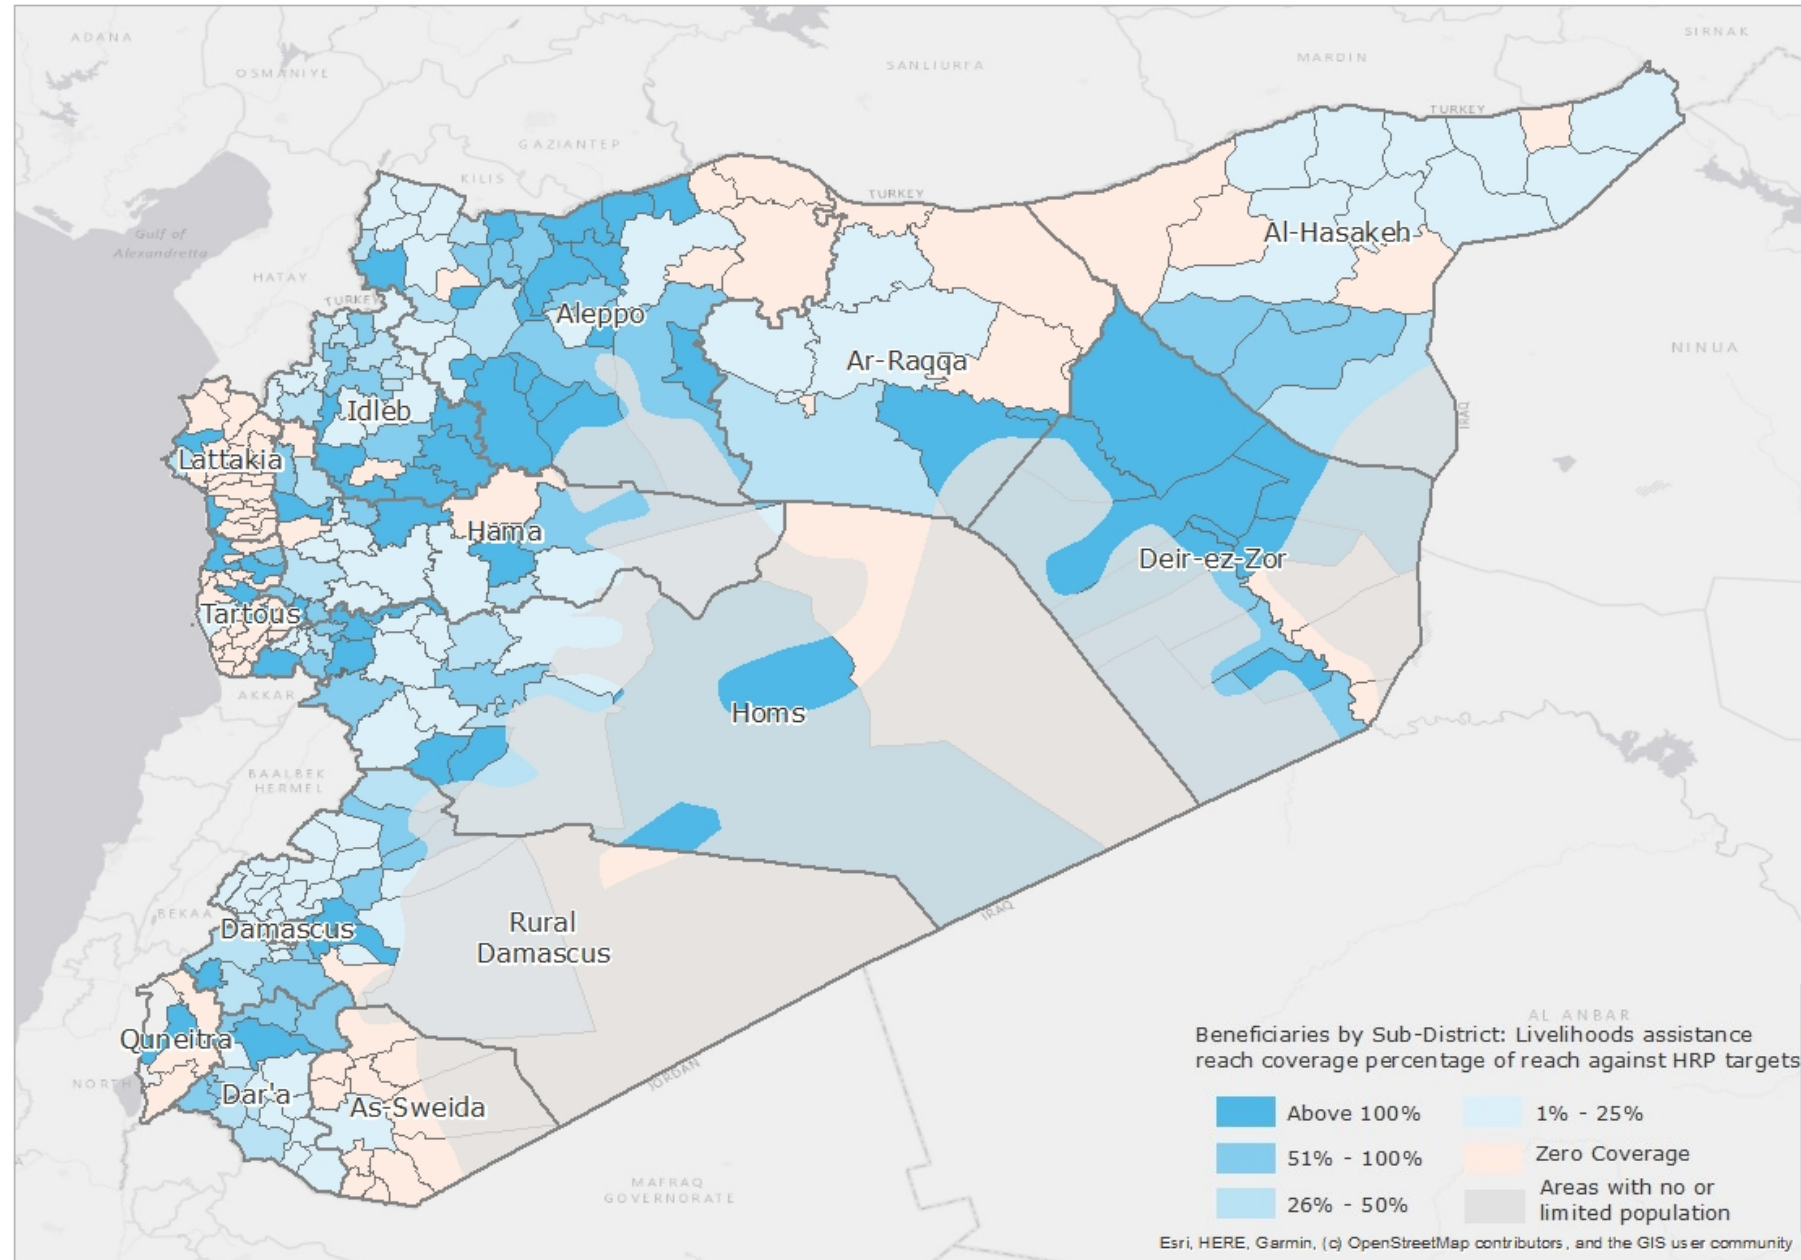 ADANA
OSMANIYE
SANLIURFA
MARDIN
SIRNAK
GAZIANTEP
KILIS
TURKEY
TURKEY
Gulf of
Alexandretta
HATAY
TURKEY
Al-Hasakeh
Aleppo
Ar-Raqqa
NINUA
Idleb
IRAQ
Lattakia
Hama
Deir-ez-Zor
Tartous
AKKAR
Homs
BAALBEK
HERMEL
BEKAA
Damascus
Rural
Damascus
IRAQ
Quneitra
AL ANBAR
NORTH
Dar'a
As-Sweida
JORDAN
MAFRAQ
GOVERNORATE
Beneficiaries by Sub-District: Livelihoods assistance
reach coverage percentage of reach against HRP targets
Above 100%
1% - 25%
51% - 100%
Zero Coverage
26% - 50%
Areas with no or
limited population
Esri, HERE, Garmin, (c) OpenStreetMap contributors, and the GIS user community